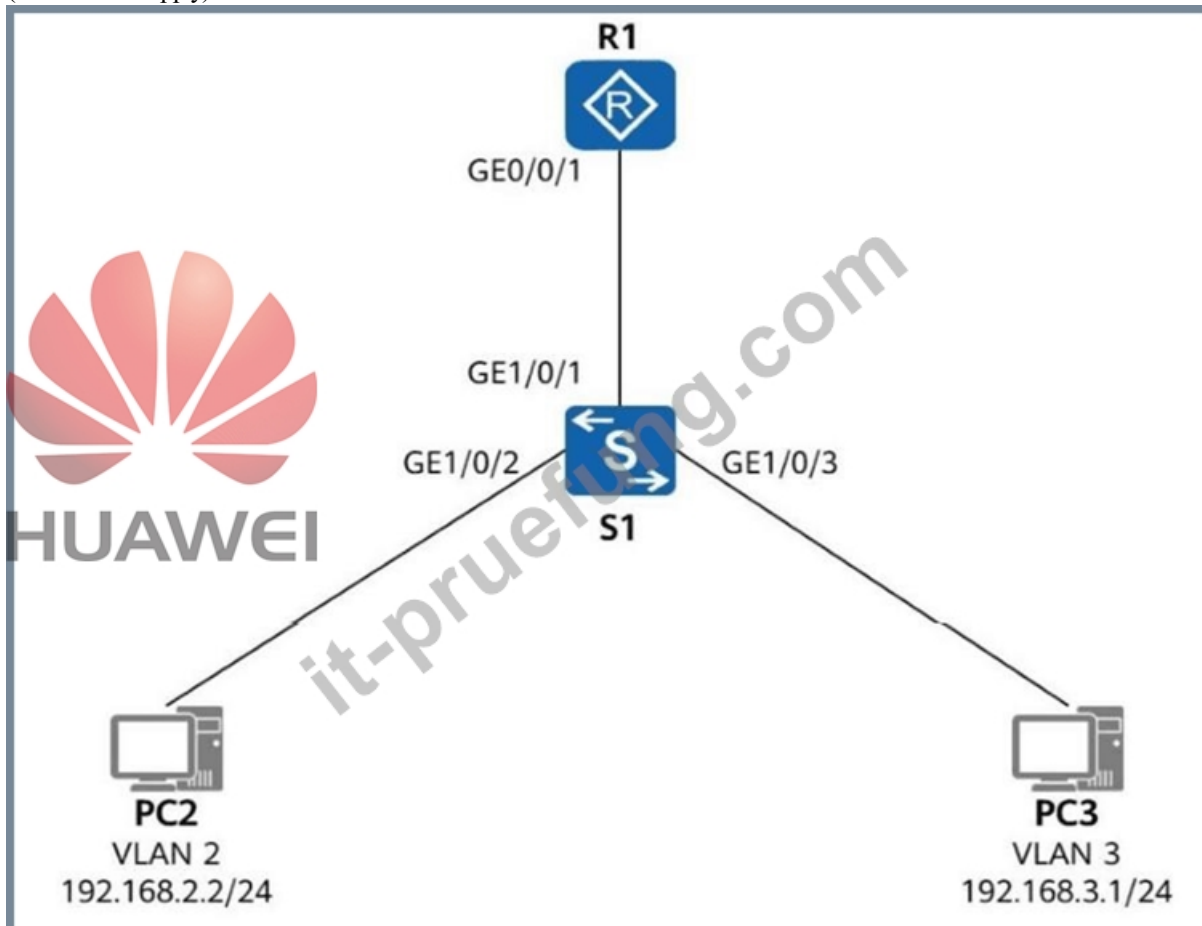 R1
R
GE0/0/1
GE1/0/1
GE1/0/2
S
GE1/0/3
S1
HUAWEI
it-pruefung.com
PC2
PC3
VLAN 2
VLAN 3
192.168.2.2/24
192.168.3.1/24